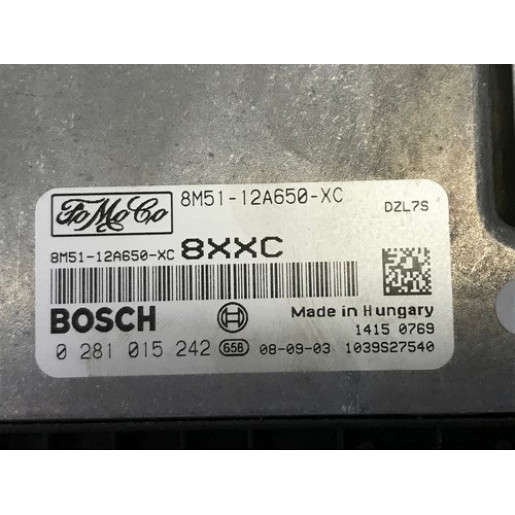 FoMoCo
8M51-12A650-XC
DZL7S
8M51-12A650-XC 8XXC
BOSCH
Made in Hungary
1415 0769
0 281 015 242 65B 08-09-03 1039S27540